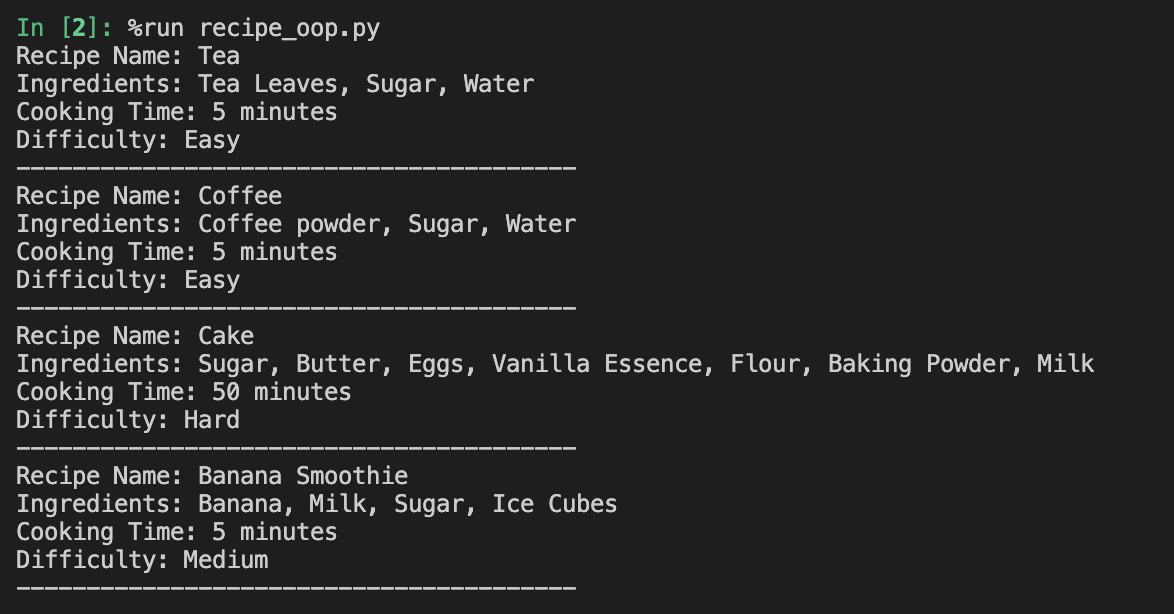 In [2]: %run recipe_oop.py
Recipe Name: Tea
Ingredients: Tea Leaves, Sugar, Water
Cooking Time: 5 minutes
Difficulty: Easy
----------------------------------------
Recipe Name: Coffee
Ingredients: Coffee powder, Sugar, Water
Cooking Time: 5 minutes
Difficulty: Easy
----------------------------------------
Recipe Name: Cake
Ingredients: Sugar, Butter, Eggs, Vanilla Essence, Flour, Baking Powder, Milk
Cooking Time: 50 minutes
Difficulty: Hard
----------------------------------------
Recipe Name: Banana Smoothie
Ingredients: Banana, Milk, Sugar, Ice Cubes
Cooking Time: 5 minutes
Difficulty: Medium
----------------------------------------